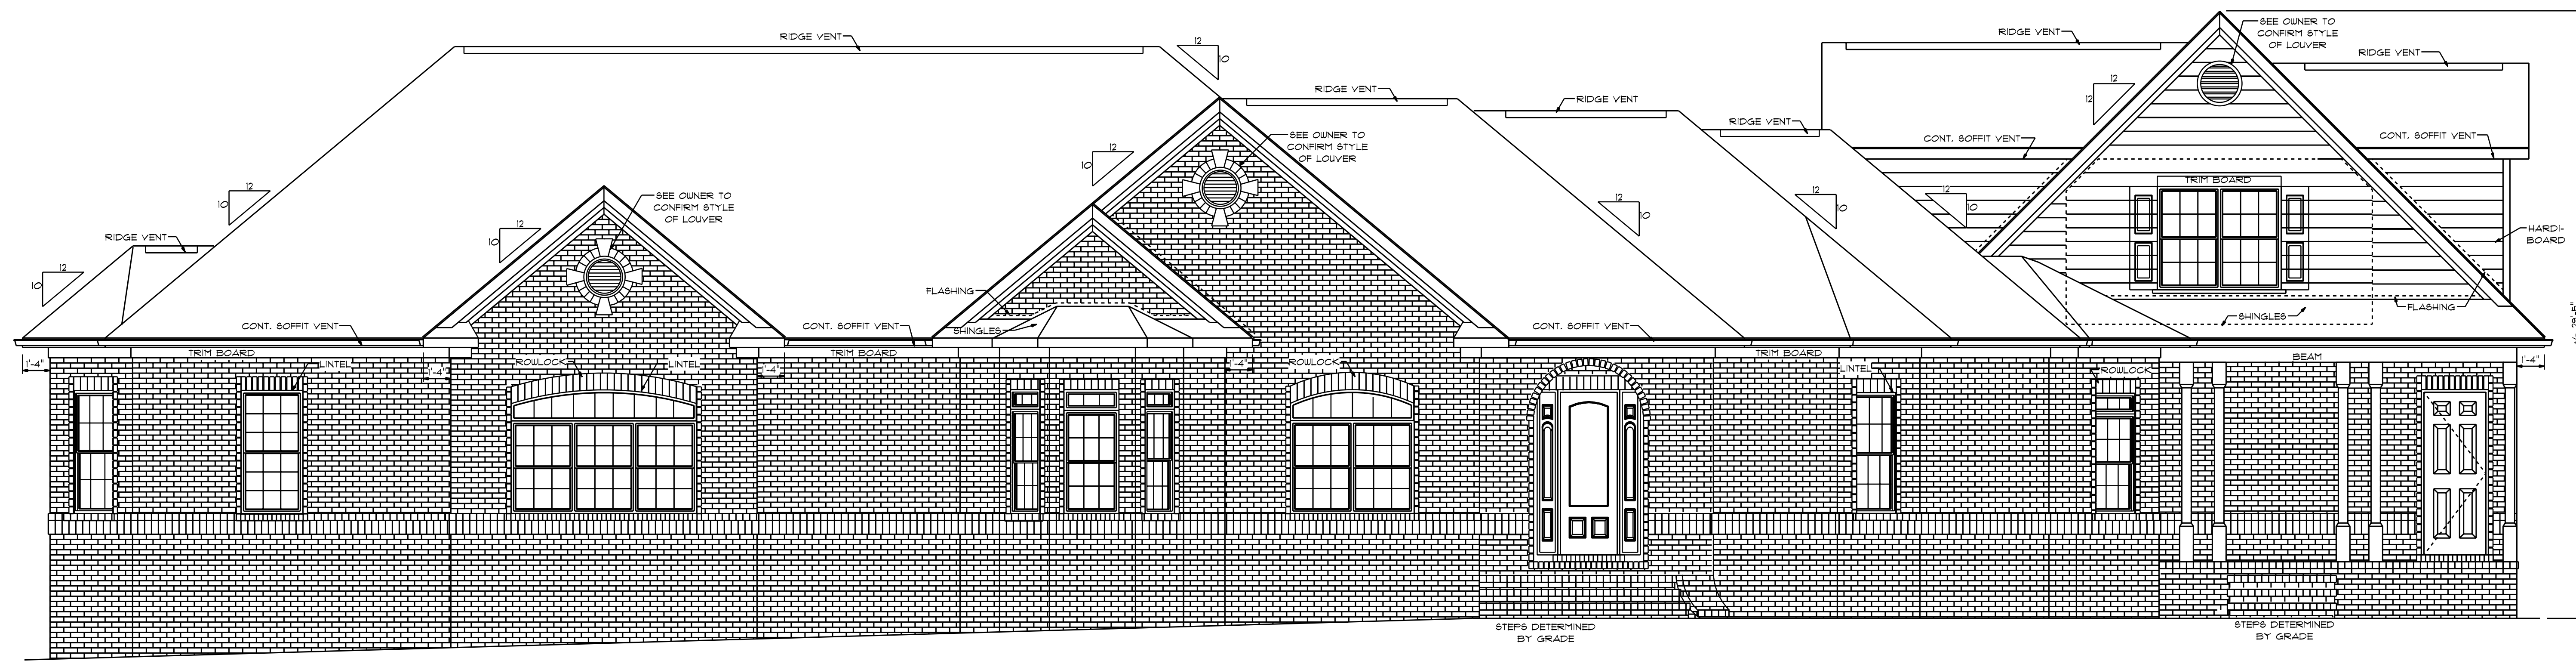 RIDGE VENT
12
10
RIDGE VENT
SEE OWNER TO
CONFIRM STYLE
OF LOUVER
RIDGE VENT
12
10
RIDGE VENT
RIDGE VENT
RIDGE VENT
CONT. SOFFIT VENT
CONT. SOFFIT VENT
SEE OWNER TO
CONFIRM STYLE
OF LOUVER
12
10
12
10
SEE OWNER TO
CONFIRM STYLE
OF LOUVER
12
10
RIDGE VENT
12
10
12
12
TRIM BOARD
12
10
12
10
12
10
HARDI-
BOARD
FLASHING
SHINGLES
FLASHING
SHINGLES
CONT. SOFFIT VENT
CONT. SOFFIT VENT
CONT. SOFFIT VENT
TRIM BOARD
TRIM BOARD
TRIM BOARD
BEAM
1'-4"
LINTEL
1'-4"
ROWLOCK
LINTEL
1'-4"
1'-4"
ROWLOCK
LINTEL
ROWLOCK
1'-4"
STEPS DETERMINED
BY GRADE
STEPS DETERMINED
BY GRADE